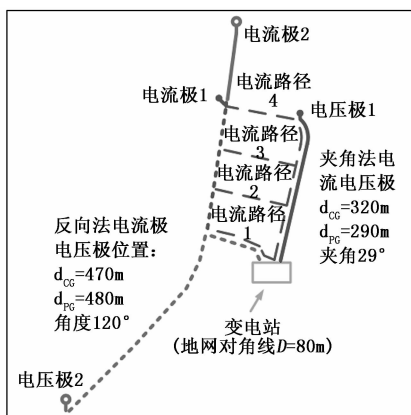 电流极2
电流极1
电流路径
4
电压极1
电流路径
3
电流路径
2
电流路径
1
夹角法电
流电压极
d_CG=320m
d_PG=290m
夹角29°
反向法电流极
电压极位置：
d_CG=470m
d_PG=480m
角度120°
变电站
(地网对角线D=80m)
电压极2